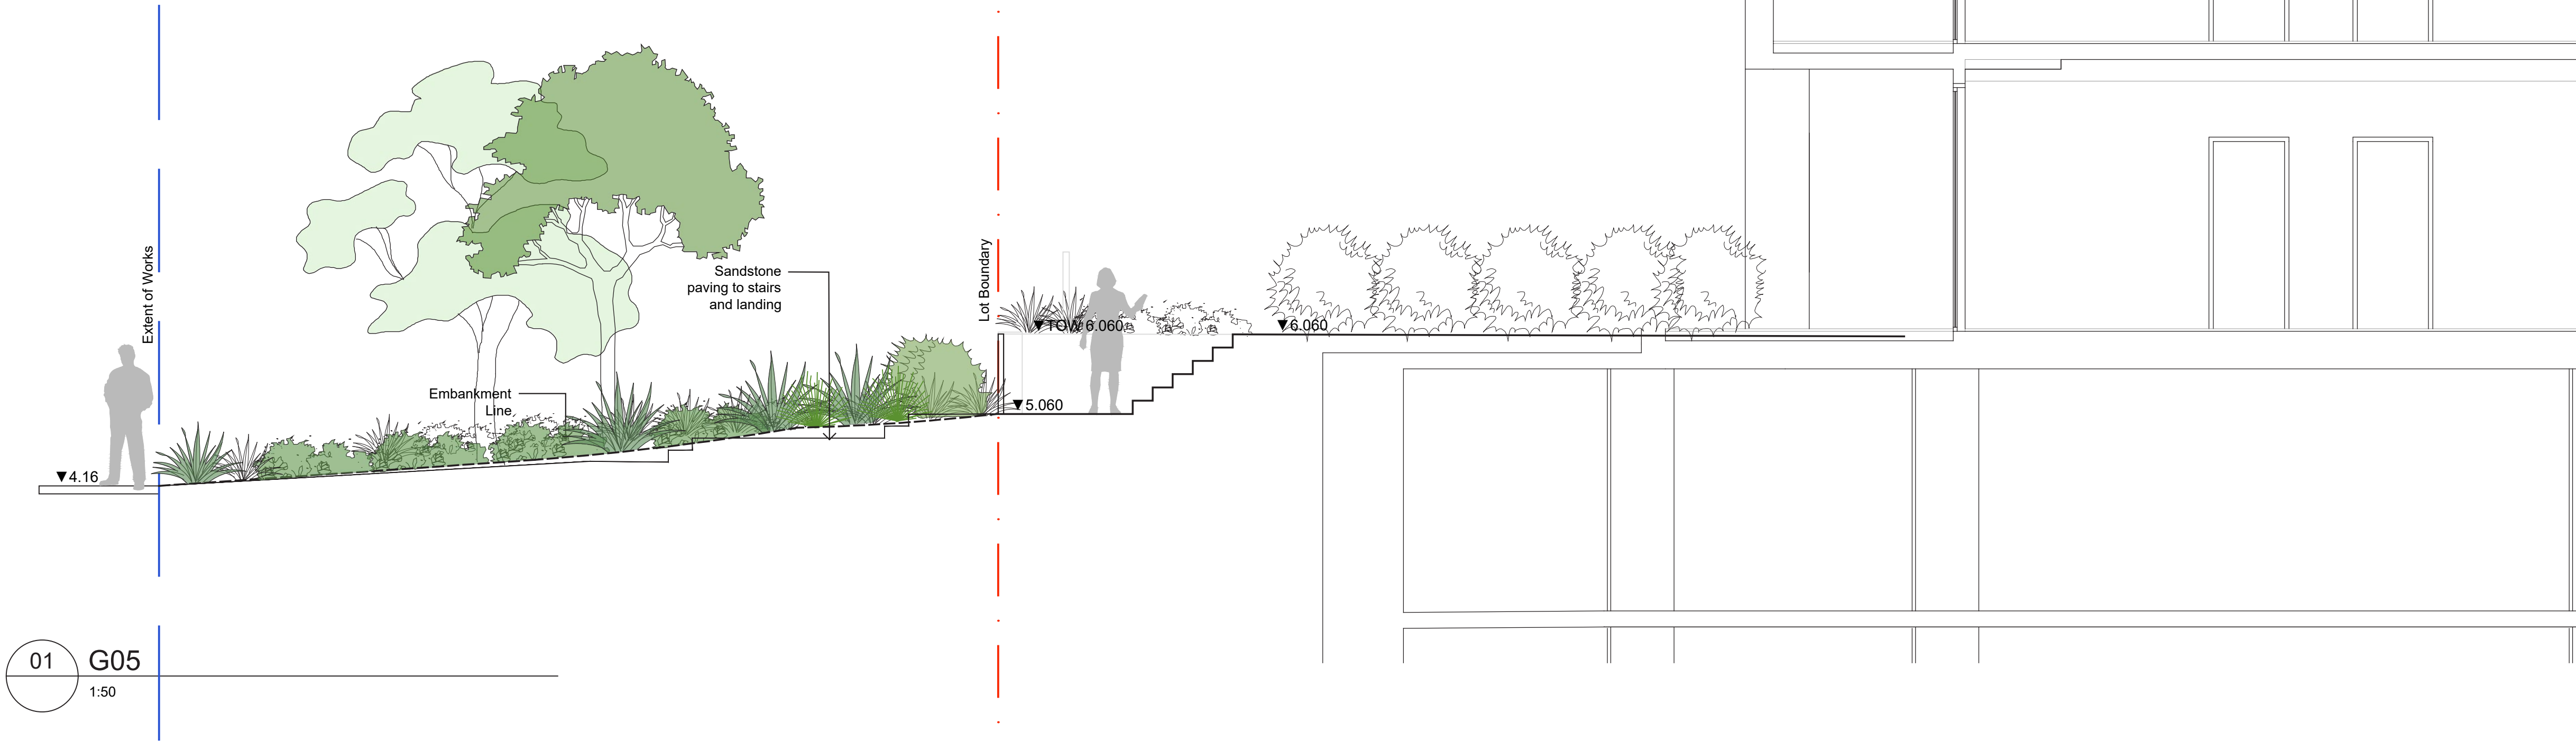 Extent of Works
Lot Boundary
Sandstone
paving to stairs
and landing
▼TOW 6.060
▼6.060
Embankment
Line
▼5.060
▼4.16
01
G05
1:50